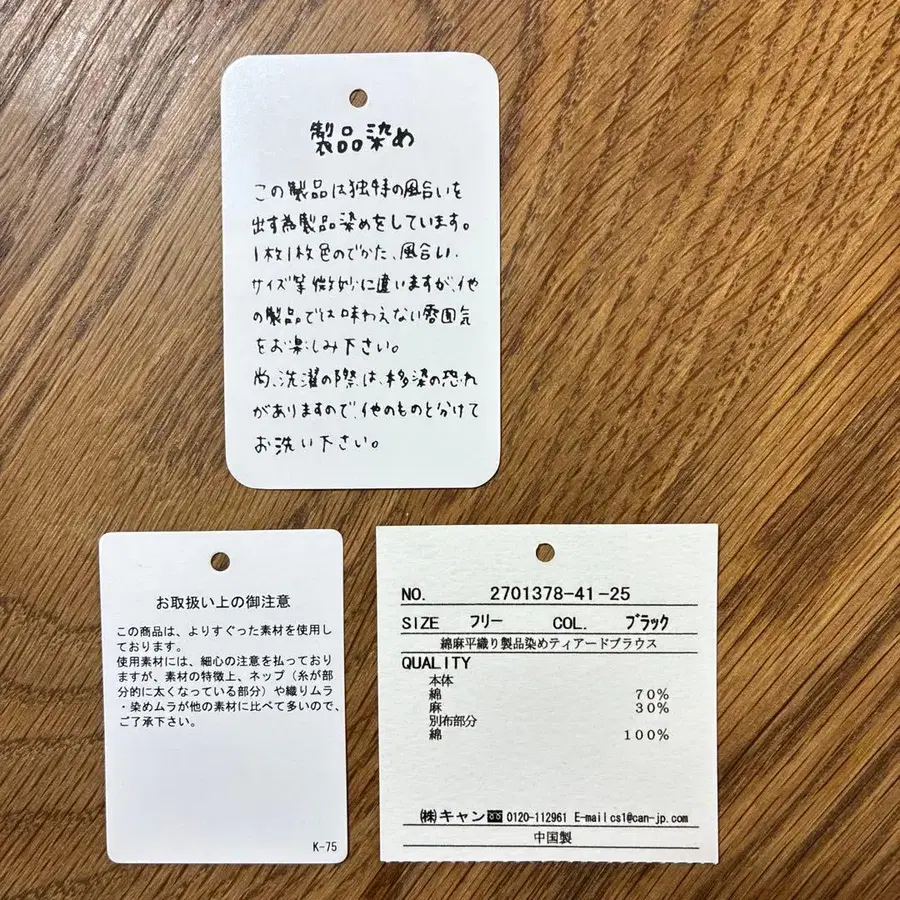 製品染め
この製品は独特の風合いを
出す為製品染めをしています。
1枚1枚色のでかた、風合い、
サイズ等微妙に違いますが、他
の製品では味わえない雰囲気
をお楽しみ下さい。
尚、洗濯の際は、移染の恐れ
がありますので、他のものと分けて
お洗い下さい。
お取扱い上の御注意
この商品は、よりすぐった素材を使用し
ております。
使用素材には、細心の注意を払っており
ますが、素材の特徴上、ネップ(糸が部
分的に太くなっている部分)や織りムラ
・染めムラが他の素材に比べて多いので、
ご了承下さい。
K-75
NO. 2701378-41-25
SIZE フリー COL. ブラック
綿麻平織り製品染めティアードブラウス
QUALITY
本体
綿 70%
麻 30%
別布部分
綿 100%
㈱キャン 0120-112961 E-mail cs1@can-jp.com
中国製